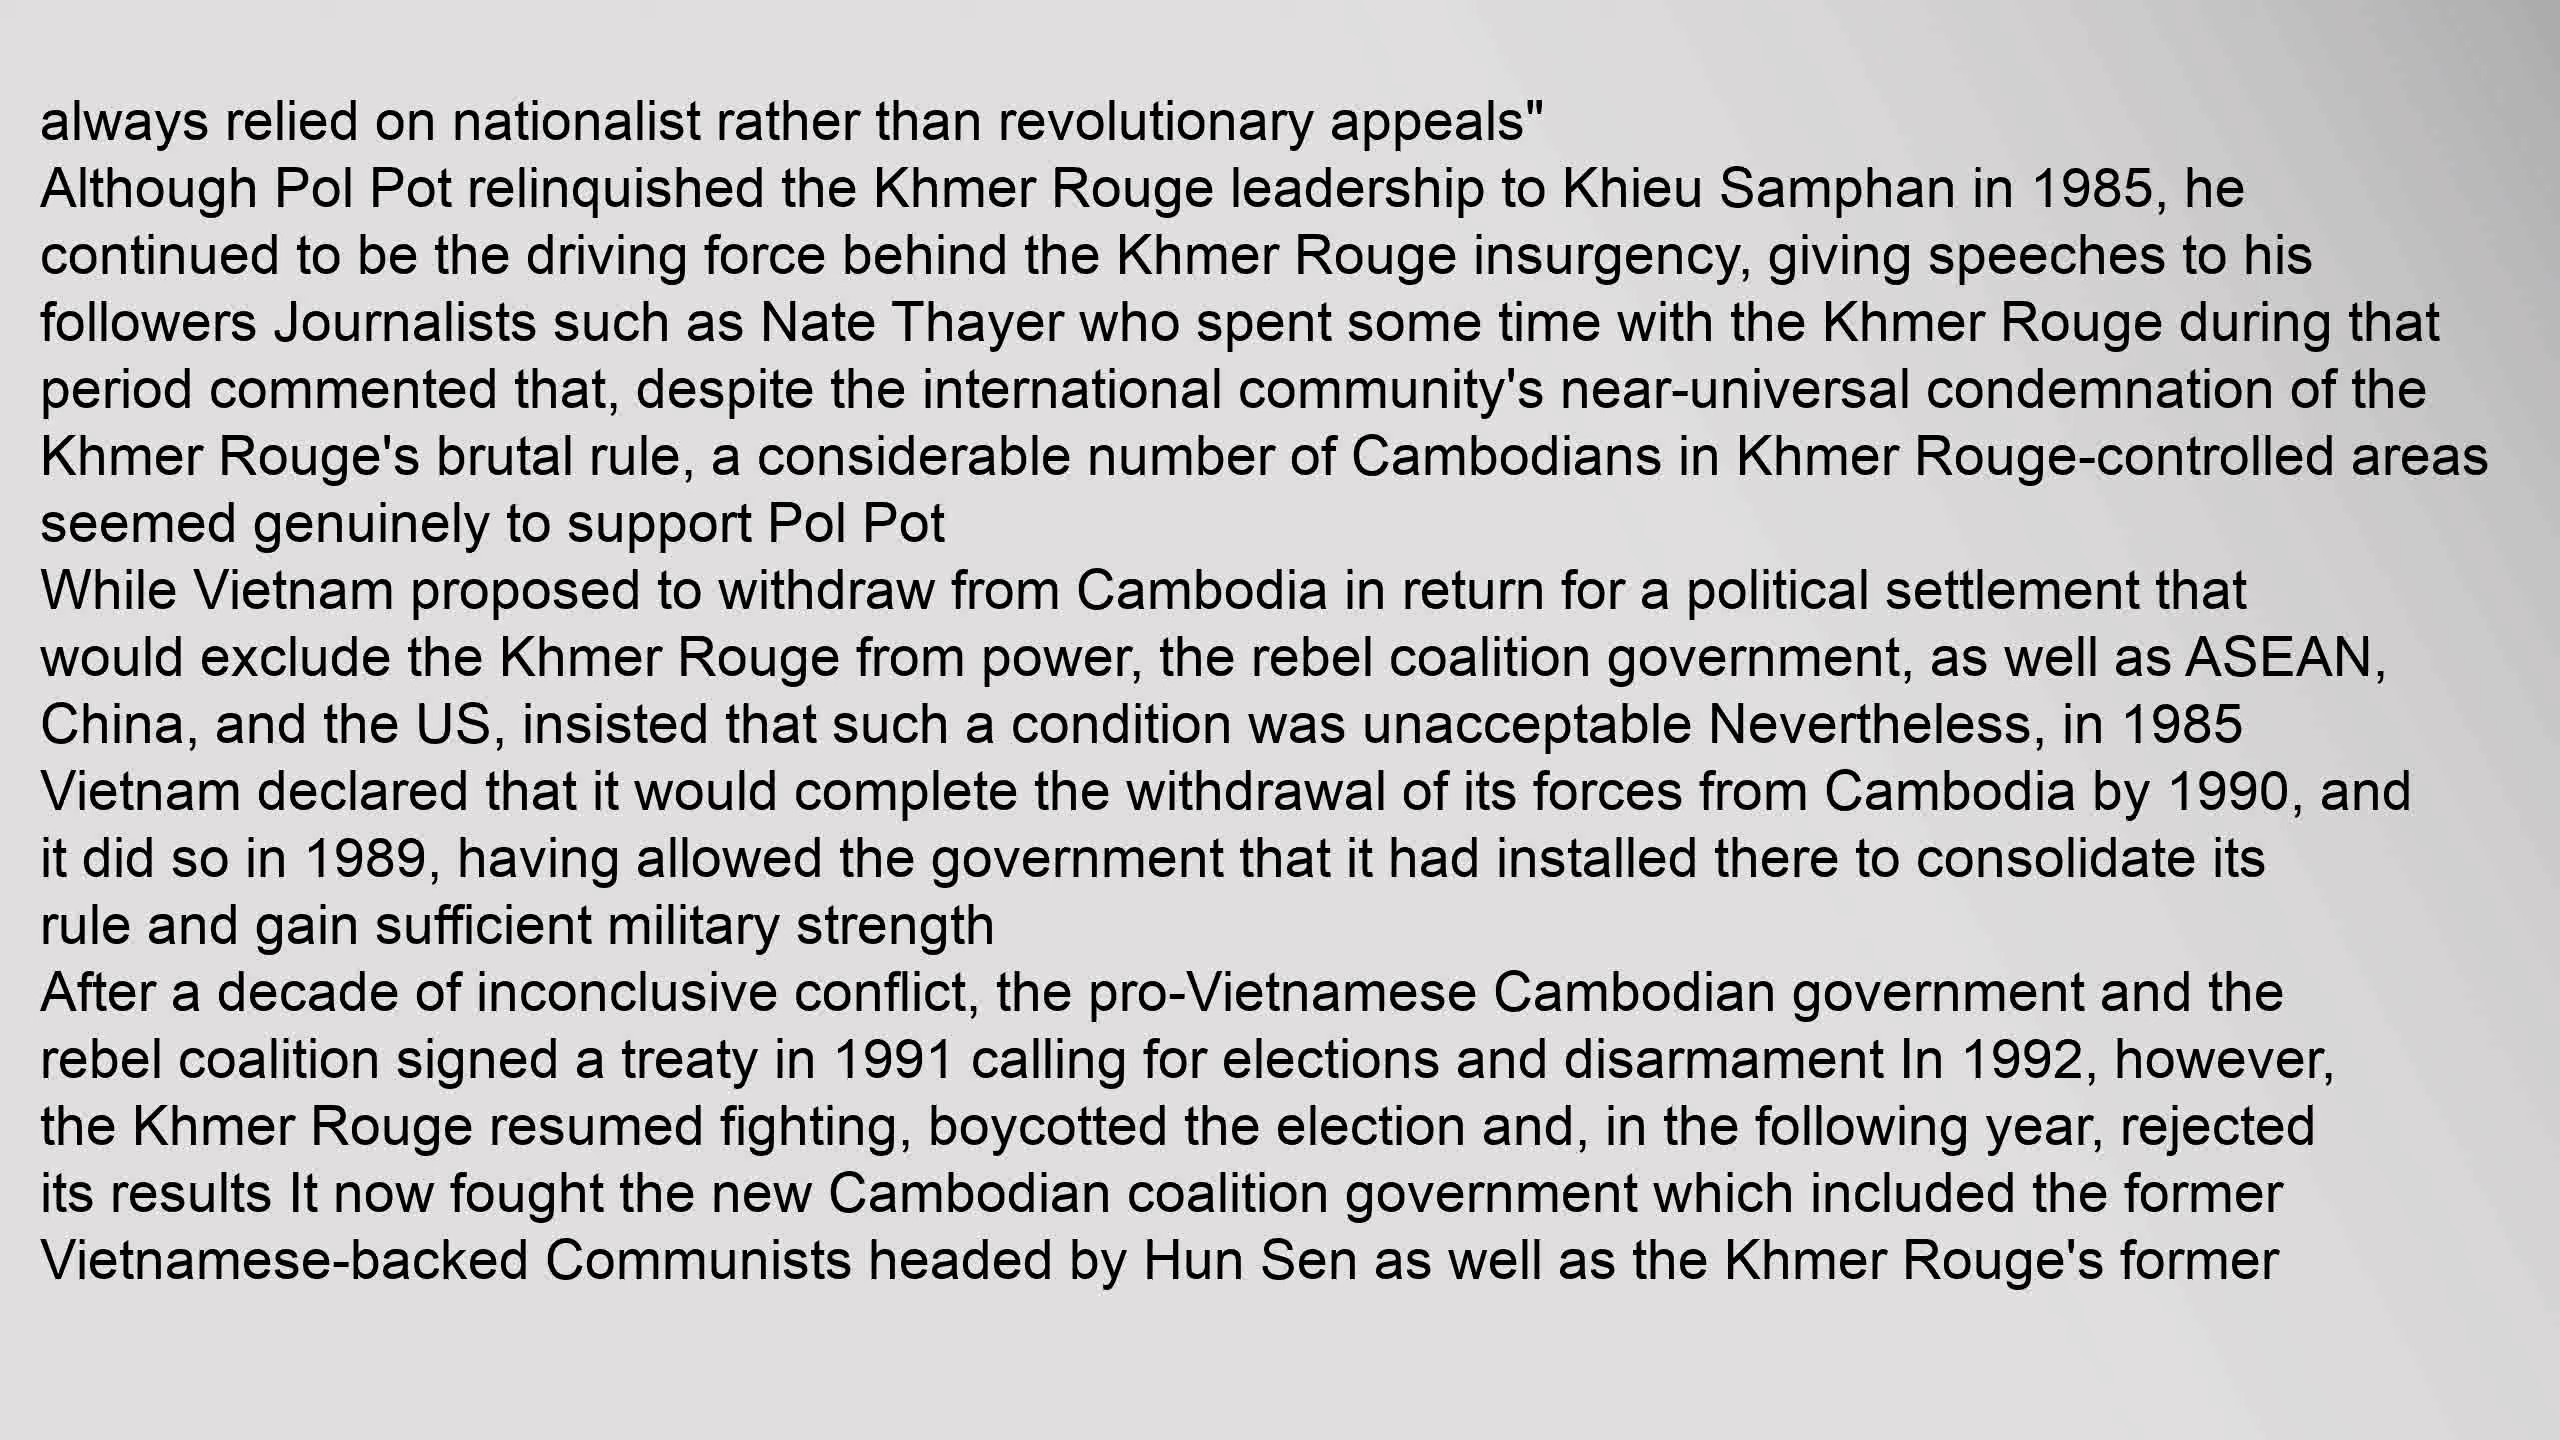 always relied on nationalist rather than revolutionary appeals"
Although Pol Pot relinquished the Khmer Rouge leadership to Khieu Samphan in 1985, he
continued to be the driving force behind the Khmer Rouge insurgency, giving speeches to his
followers Journalists such as Nate Thayer who spent some time with the Khmer Rouge during that
period commented that, despite the international community's near-universal condemnation of the
Khmer Rouge's brutal rule, a considerable number of Cambodians in Khmer Rouge-controlled areas
seemed genuinely to support Pol Pot
While Vietnam proposed to withdraw from Cambodia in return for a political settlement that
would exclude the Khmer Rouge from power, the rebel coalition government, as well as ASEAN,
China, and the US, insisted that such a condition was unacceptable Nevertheless, in 1985
Vietnam declared that it would complete the withdrawal of its forces from Cambodia by 1990, and
it did so in 1989, having allowed the government that it had installed there to consolidate its
rule and gain sufficient military strength
After a decade of inconclusive conflict, the pro-Vietnamese Cambodian government and the
rebel coalition signed a treaty in 1991 calling for elections and disarmament In 1992, however,
the Khmer Rouge resumed fighting, boycotted the election and, in the following year, rejected
its results It now fought the new Cambodian coalition government which included the former
Vietnamese-backed Communists headed by Hun Sen as well as the Khmer Rouge's former